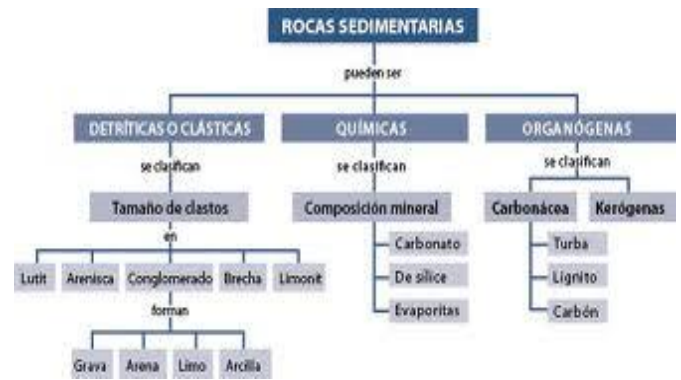 ROCAS SEDIMENTARIAS
pueden ser
DETRÍTICAS O CLÁSTICAS
QUÍMICAS
ORGANÓGENAS
se clasifican
se clasifican
se clasifican
Tamaño de clastos
Composición mineral
Carbonácea
Kerógenas
en
Carbonato
Turba
Lutit
Arenisca
Conglomerado
Brecha
Limonit
De sílice
Lignito
forman
Evaporitas
Carbón
Grava
Arena
Limo
Arcilla